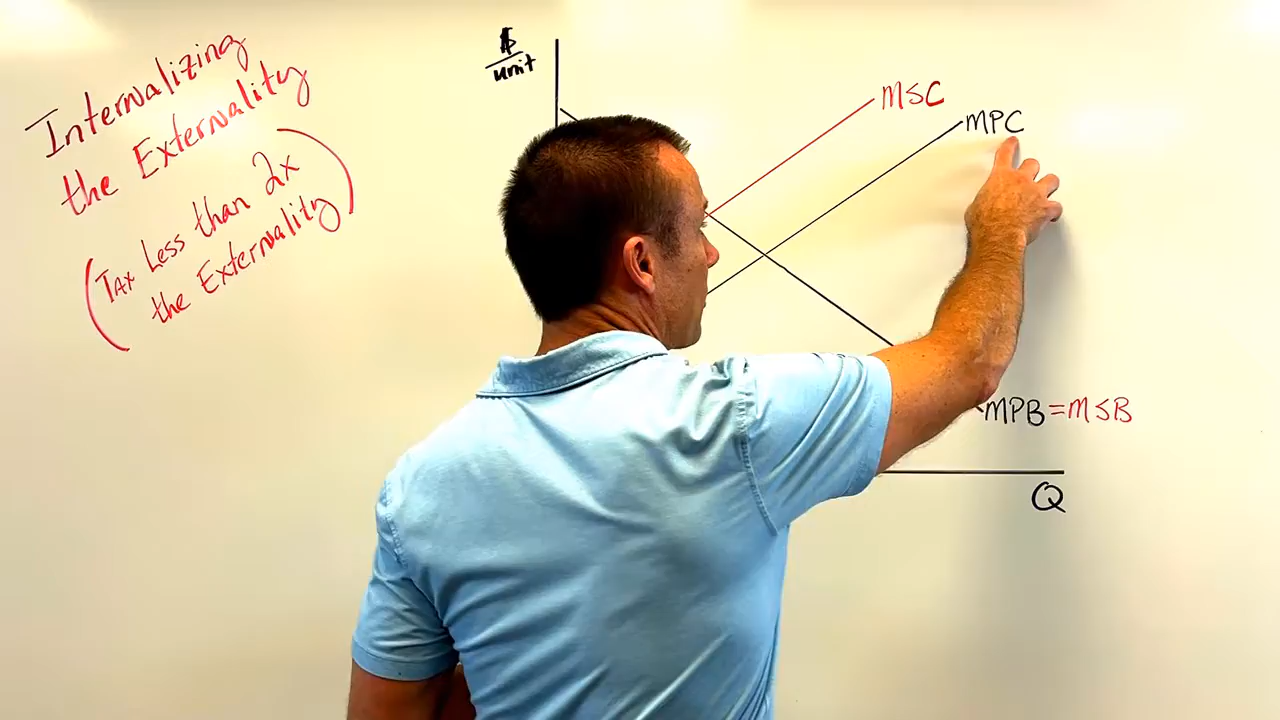 Internalizing
the Externality
(Tax Less than 2x
the Externality)
$
unit
MSC
MPC
MPB=MSB
Q